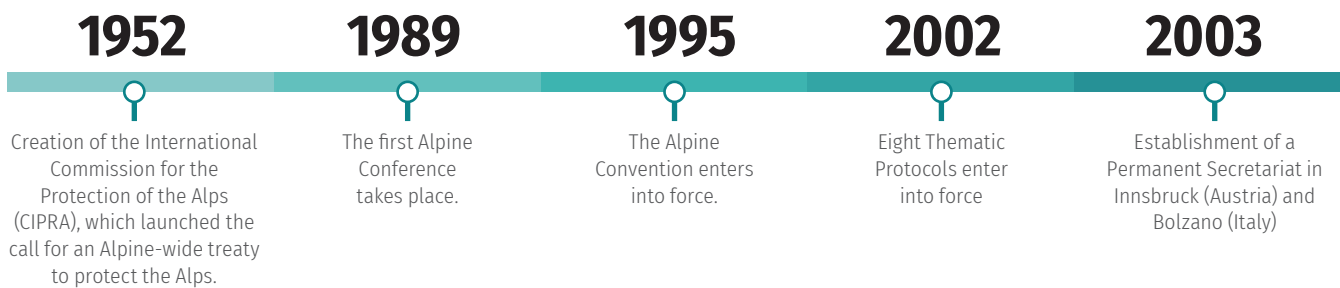 1952
Creation of the International
Commission for the
Protection of the Alps
(CIPRA), which launched the
call for an Alpine-wide treaty
to protect the Alps.
1989
The first Alpine
Conference
takes place.
1995
The Alpine
Convention enters
into force.
2002
Eight Thematic
Protocols enter
into force
2003
Establishment of a
Permanent Secretariat in
Innsbruck (Austria) and
Bolzano (Italy)